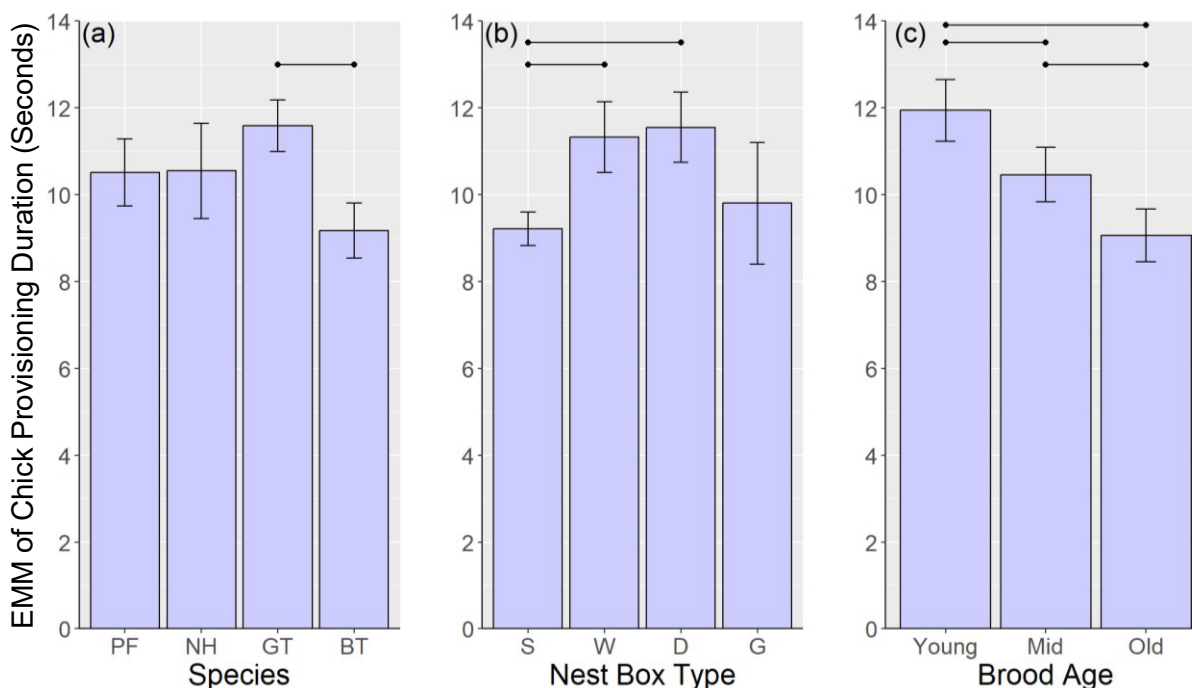 EMM of Chick Provisioning Duration (Seconds)
(a)
14
12
10
8
6
4
2
0
PF NH GT BT
Species
(b)
14
12
10
8
6
4
2
0
S W D G
Nest Box Type
(c)
14
12
10
8
6
4
2
0
Young Mid Old
Brood Age